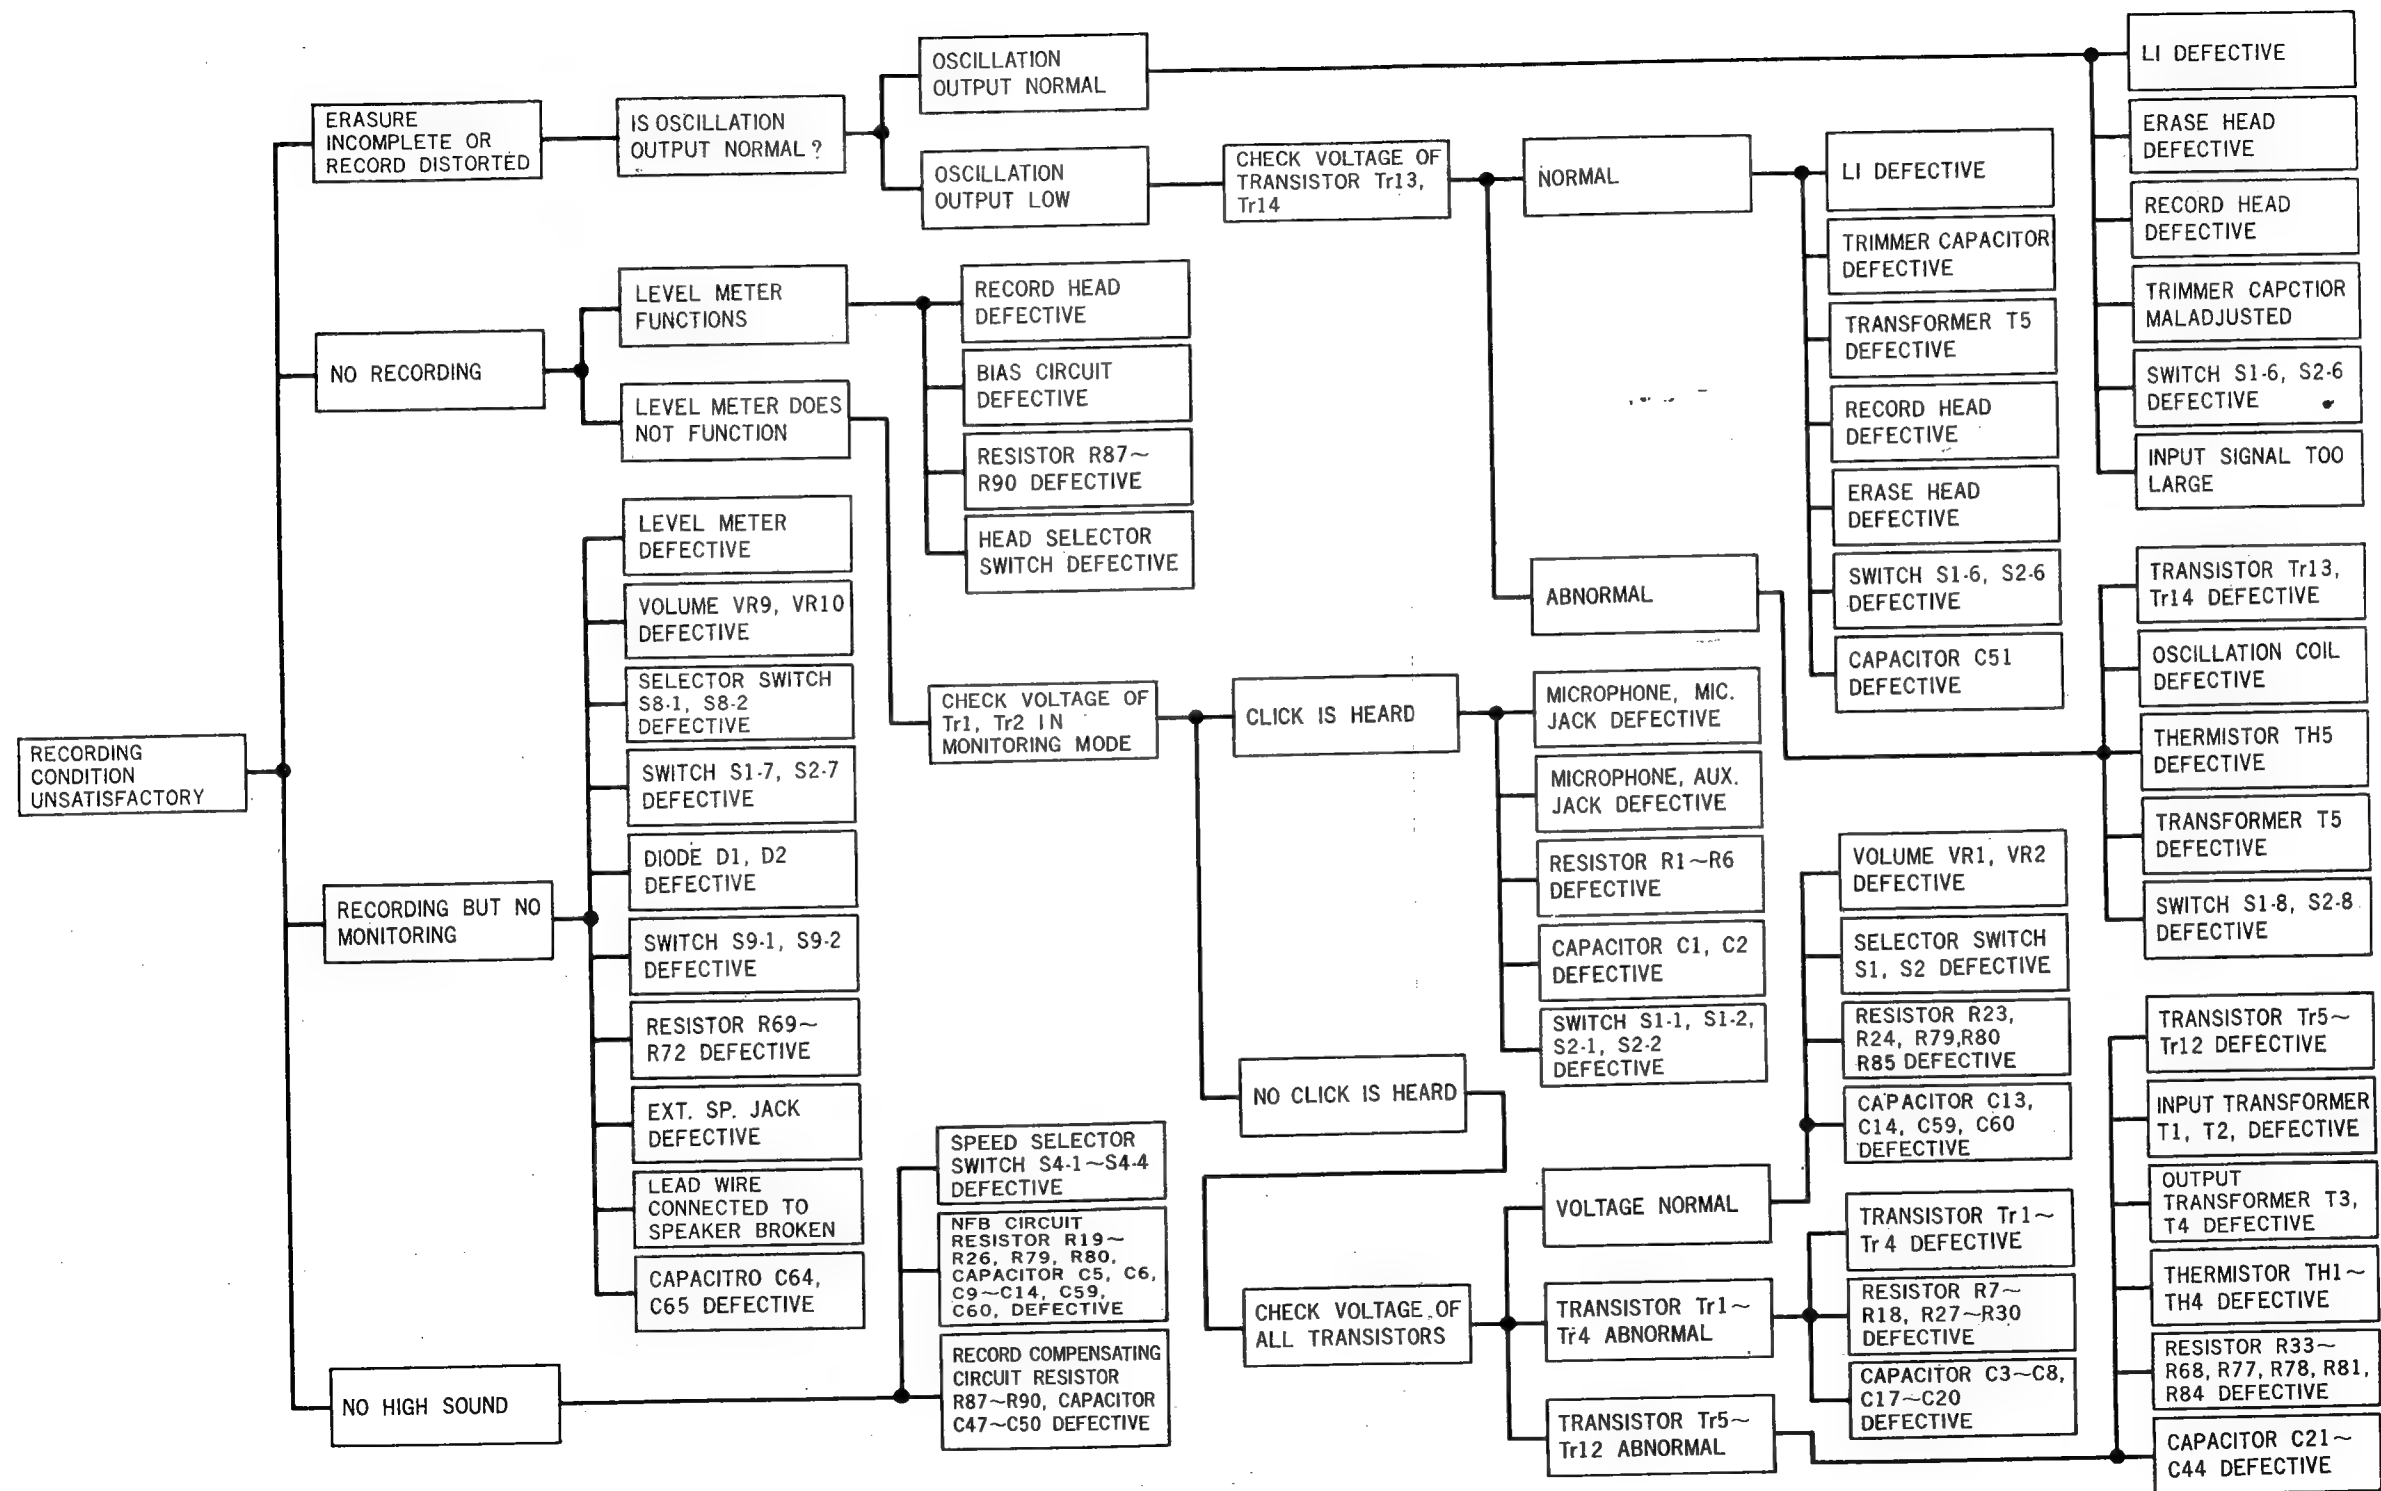 RECORDING
CONDITION
UNSATISFACTORY
ERASURE
INCOMPLETE OR
RECORD DISTORTED
IS OSCILLATION
OUTPUT NORMAL?
OSCILLATION
OUTPUT NORMAL
LI DEFECTIVE
ERASE HEAD
DEFECTIVE
RECORD HEAD
DEFECTIVE
TRIMMER CAPCTIOR
MALADJUSTED
SWITCH S1-6, S2-6
DEFECTIVE
INPUT SIGNAL TOO
LARGE
OSCILLATION
OUTPUT LOW
CHECK VOLTAGE OF
TRANSISTOR Tr13,
Tr14
NORMAL
LI DEFECTIVE
TRIMMER CAPACITOR
DEFECTIVE
TRANSFORMER T5
DEFECTIVE
RECORD HEAD
DEFECTIVE
ERASE HEAD
DEFECTIVE
SWITCH S1-6, S2-6
DEFECTIVE
CAPACITOR C51
DEFECTIVE
ABNORMAL
TRANSISTOR Tr13,
Tr14 DEFECTIVE
OSCILLATION COIL
DEFECTIVE
THERMISTOR TH5
DEFECTIVE
TRANSFORMER T5
DEFECTIVE
SWITCH S1-8, S2-8
DEFECTIVE
NO RECORDING
LEVEL METER
FUNCTIONS
RECORD HEAD
DEFECTIVE
BIAS CIRCUIT
DEFECTIVE
RESISTOR R87~
R90 DEFECTIVE
HEAD SELECTOR
SWITCH DEFECTIVE
LEVEL METER DOES
NOT FUNCTION
CHECK VOLTAGE OF
Tr1, Tr2 IN
MONITORING MODE
CLICK IS HEARD
MICROPHONE, MIC.
JACK DEFECTIVE
MICROPHONE, AUX.
JACK DEFECTIVE
RESISTOR R1~R6
DEFECTIVE
CAPACITOR C1, C2
DEFECTIVE
SWITCH S1-1, S1-2,
S2-1, S2-2
DEFECTIVE
NO CLICK IS HEARD
CHECK VOLTAGE OF
ALL TRANSISTORS
VOLTAGE NORMAL
VOLUME VR1, VR2
DEFECTIVE
SELECTOR SWITCH
S1, S2 DEFECTIVE
RESISTOR R23,
R24, R79,R80
R85 DEFECTIVE
CAPACITOR C13,
C14, C59, C60
DEFECTIVE
TRANSISTOR Tr1~
Tr4 ABNORMAL
TRANSISTOR Tr1~
Tr4 DEFECTIVE
RESISTOR R7~
R18, R27~R30
DEFECTIVE
CAPACITOR C3~C8,
C17~C20
DEFECTIVE
TRANSISTOR Tr5~
Tr12 ABNORMAL
TRANSISTOR Tr5~
Tr12 DEFECTIVE
INPUT TRANSFORMER
T1, T2, DEFECTIVE
OUTPUT
TRANSFORMER T3,
T4 DEFECTIVE
THERMISTOR TH1~
TH4 DEFECTIVE
RESISTOR R33~
R68, R77, R78, R81,
R84 DEFECTIVE
CAPACITOR C21~
C44 DEFECTIVE
RECORDING BUT NO
MONITORING
LEVEL METER
DEFECTIVE
VOLUME VR9, VR10
DEFECTIVE
SELECTOR SWITCH
S8-1, S8-2
DEFECTIVE
SWITCH S1-7, S2-7
DEFECTIVE
DIODE D1, D2
DEFECTIVE
SWITCH S9-1, S9-2
DEFECTIVE
RESISTOR R69~
R72 DEFECTIVE
EXT. SP. JACK
DEFECTIVE
LEAD WIRE
CONNECTED TO
SPEAKER BROKEN
CAPACITRO C64,
C65 DEFECTIVE
NO HIGH SOUND
SPEED SELECTOR
SWITCH S4-1~S4-4
DEFECTIVE
NFB CIRCUIT
RESISTOR R19~
R26, R79, R80,
CAPACITOR C5, C6,
C9~C14, C59,
C60, DEFECTIVE
RECORD COMPENSATING
CIRCUIT RESISTOR
R87~R90, CAPACITOR
C47~C50 DEFECTIVE